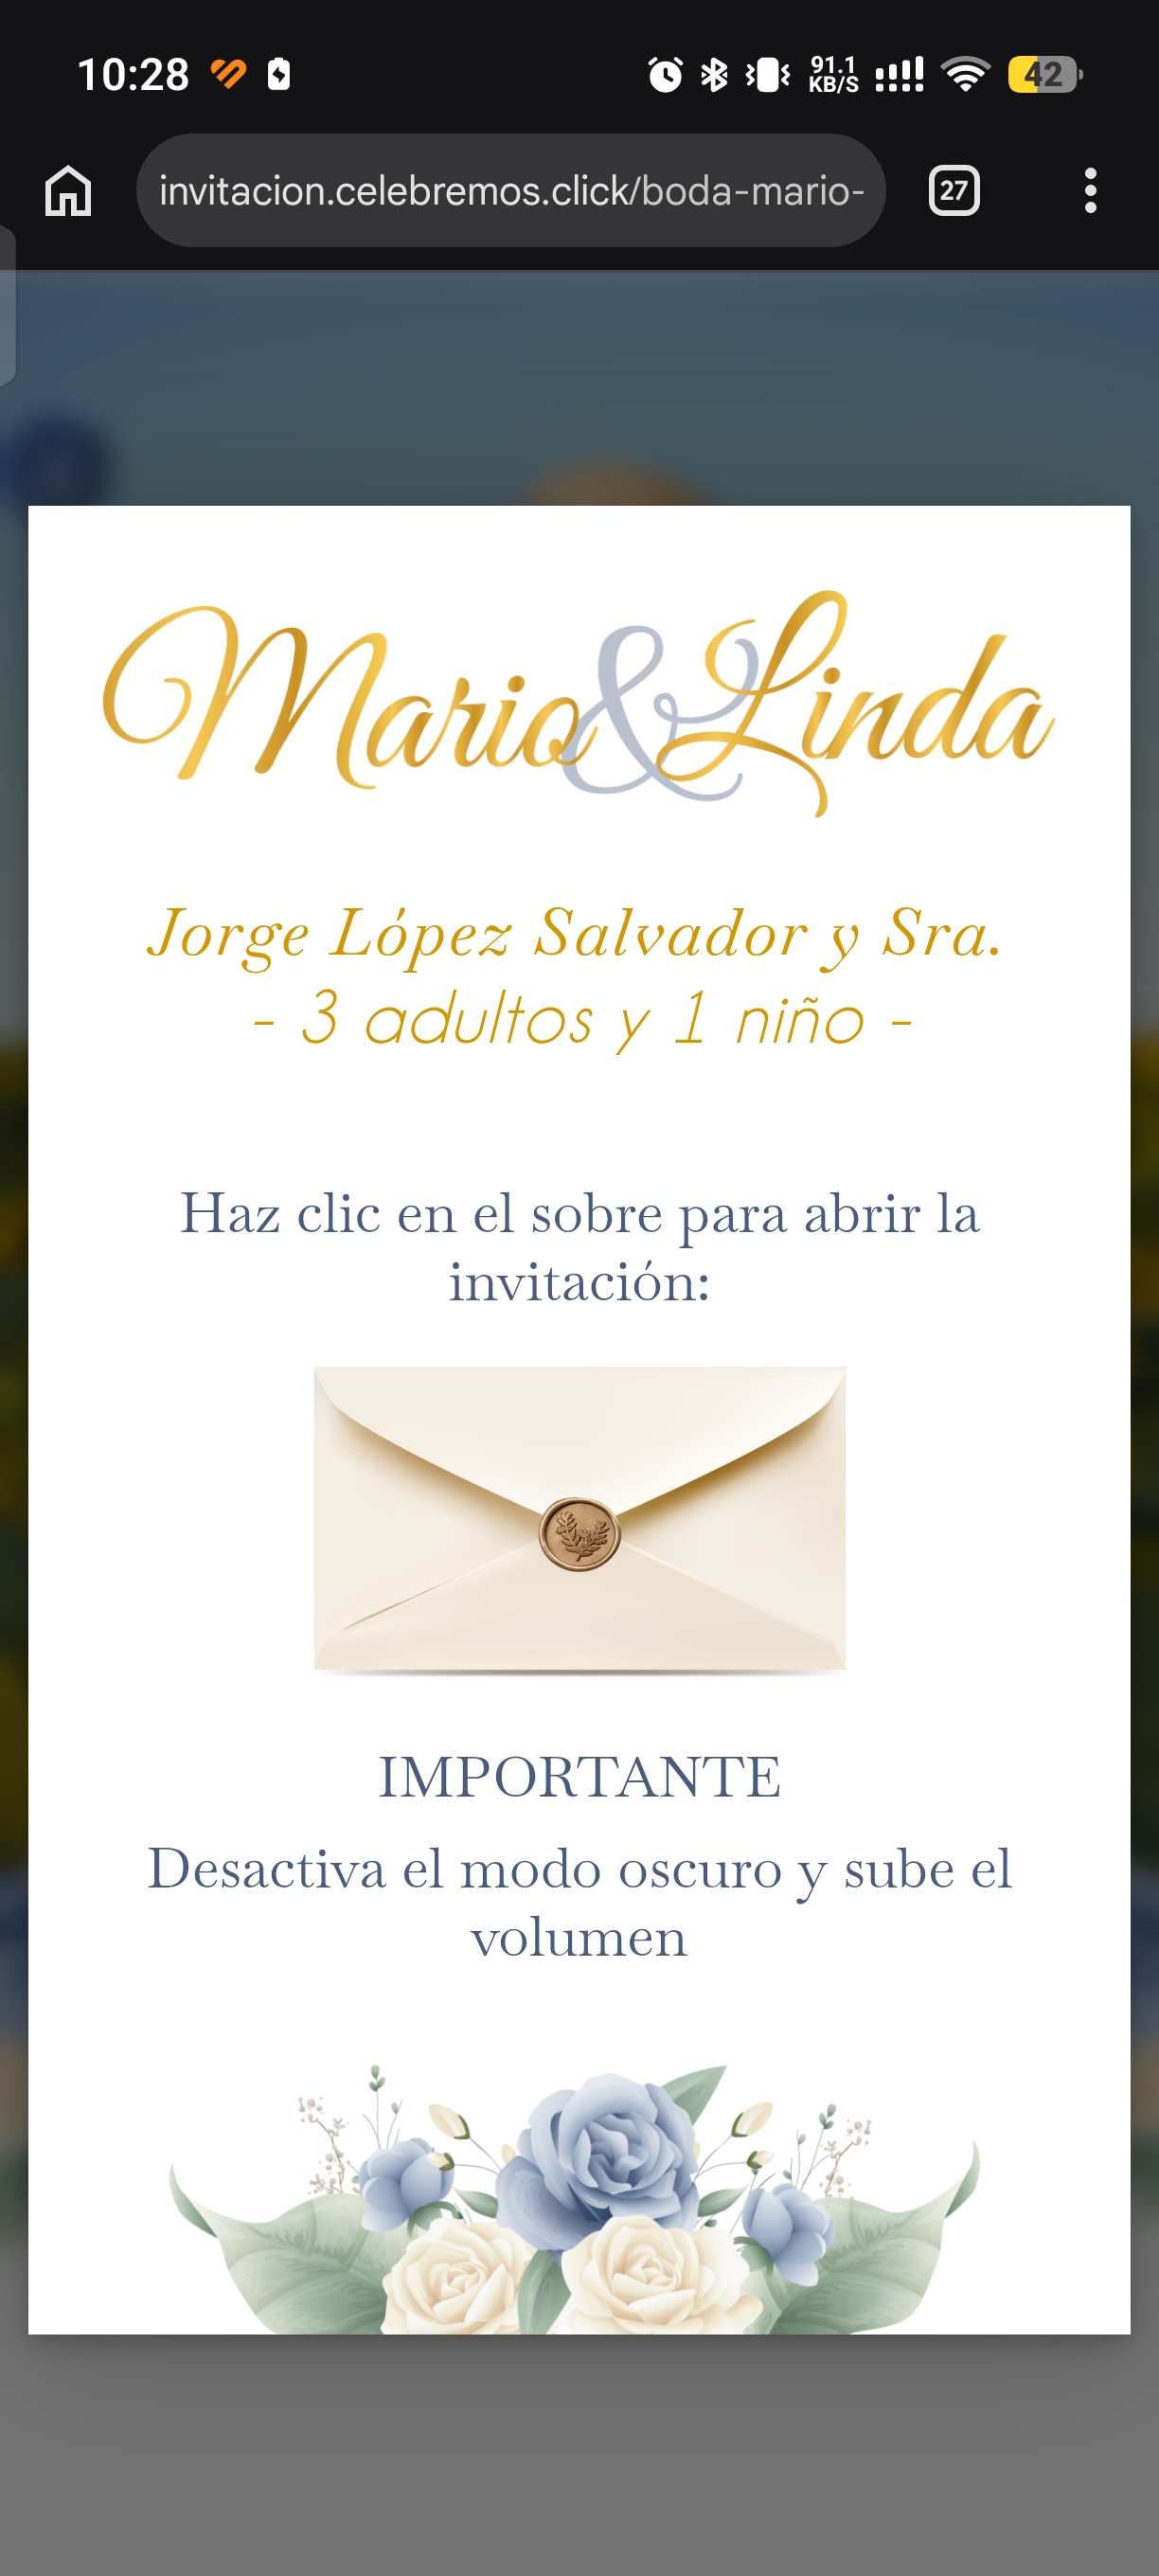 10:28
91.1
KB/S
42
invitacion.celebremos.click/boda-mario-
27
Mario & Linda
Jorge López Salvador y Sra.
- 3 adultos y 1 niño -
Haz clic en el sobre para abrir la
invitación:
IMPORTANTE
Desactiva el modo oscuro y sube el
volumen